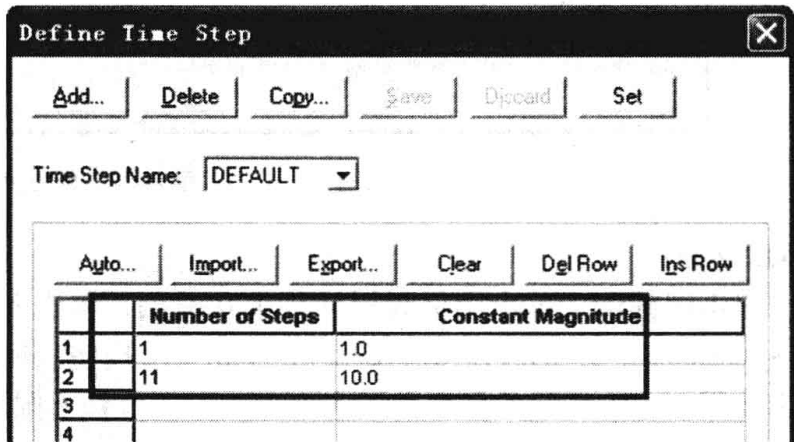 Define Time Step
Add... Delete Copy... Save Discard Set
Time Step Name: DEFAULT
Auto... Import... Export... Clear Del Row Ins Row
Number of Steps Constant Magnitude
1 1 1.0
2 11 10.0
3
4